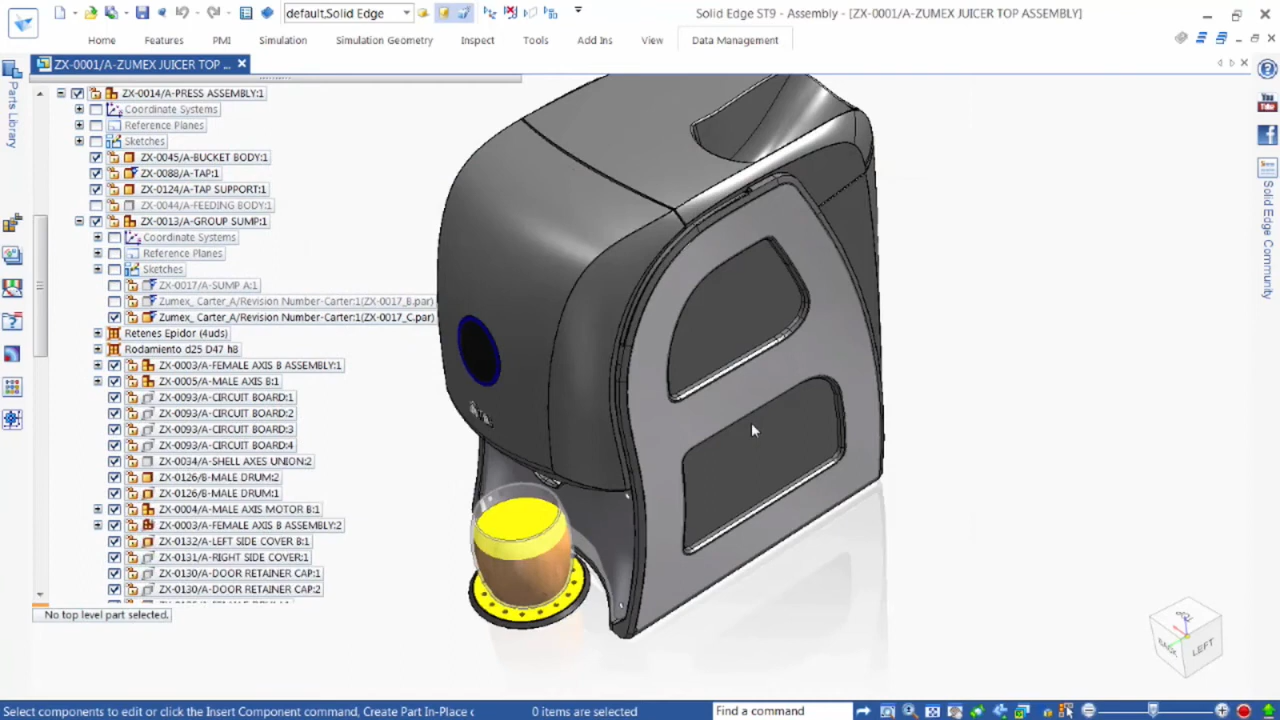 default,Solid Edge
Solid Edge ST9 - Assembly - [ZX-0001/A-ZUMEX JUICER TOP ASSEMBLY]
Home
Features
PMI
Simulation
Simulation Geometry
Inspect
Tools
Add Ins
View
Data Management
ZX-0001/A-ZUMEX JUICER TOP ...
Parts Library
ZX-0014/A-PRESS ASSEMBLY:1
Coordinate Systems
Reference Planes
Sketches
ZX-0045/A-BUCKET BODY:1
ZX-0088/A-TAP:1
ZX-0124/A-TAP SUPPORT:1
ZX-0044/A-FEEDING BODY:1
ZX-0013/A-GROUP SUMP:1
Coordinate Systems
Reference Planes
Sketches
ZX-0017/A-SUMP A:1
Zumex_ Carter_A/Revision Number-Carter:1(ZX-0017_B.par)
Zumex_ Carter_A/Revision Number-Carter:1(ZX-0017_C.par)
Retenes Epidor (4uds)
Rodamiento d25 D47 h8
ZX-0003/A-FEMALE AXIS B ASSEMBLY:1
ZX-0005/A-MALE AXIS B:1
ZX-0093/A-CIRCUIT BOARD:1
ZX-0093/A-CIRCUIT BOARD:2
ZX-0093/A-CIRCUIT BOARD:3
ZX-0093/A-CIRCUIT BOARD:4
ZX-0034/A-SHELL AXES UNION:2
ZX-0126/B-MALE DRUM:2
ZX-0126/B-MALE DRUM:1
ZX-0004/A-MALE AXIS MOTOR B:1
ZX-0003/A-FEMALE AXIS B ASSEMBLY:2
ZX-0132/A-LEFT SIDE COVER B:1
ZX-0131/A-RIGHT SIDE COVER:1
ZX-0130/A-DOOR RETAINER CAP:1
ZX-0130/A-DOOR RETAINER CAP:2
No top level part selected.
You
Tube
Solid Edge Community
TOP
BACK
LEFT
Select components to edit or click the Insert Component command, Create Part In-Place c
0 items are selected
Find a command